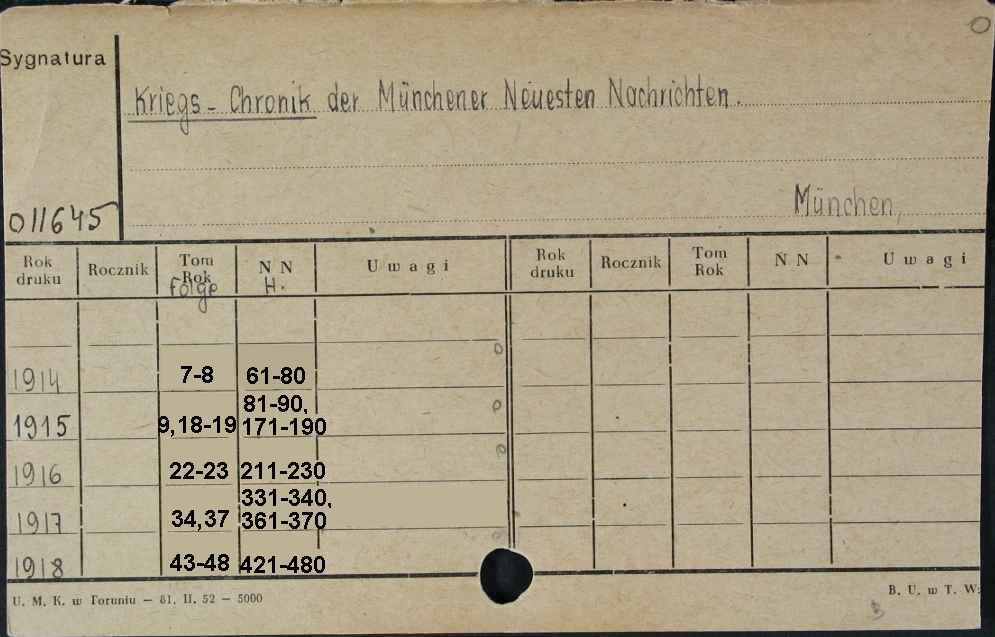 Sygnatura
Kriegs-Chronik der Münchener Neuesten Nachrichten.
München,
011645
Rok druku Rocznik Tom Rok Folge N N H. Uwagi Rok druku Rocznik Tom Rok N N Uwagi
1914 7-8 61-80
1915 9,18-19 81-90, 171-190
1916 22-23 211-230
1917 34,37 331-340, 361-370
1918 43-48 421-480
U. M. K. w Toruniu — 81. II. 52 — 5000
B. U. w T. W: